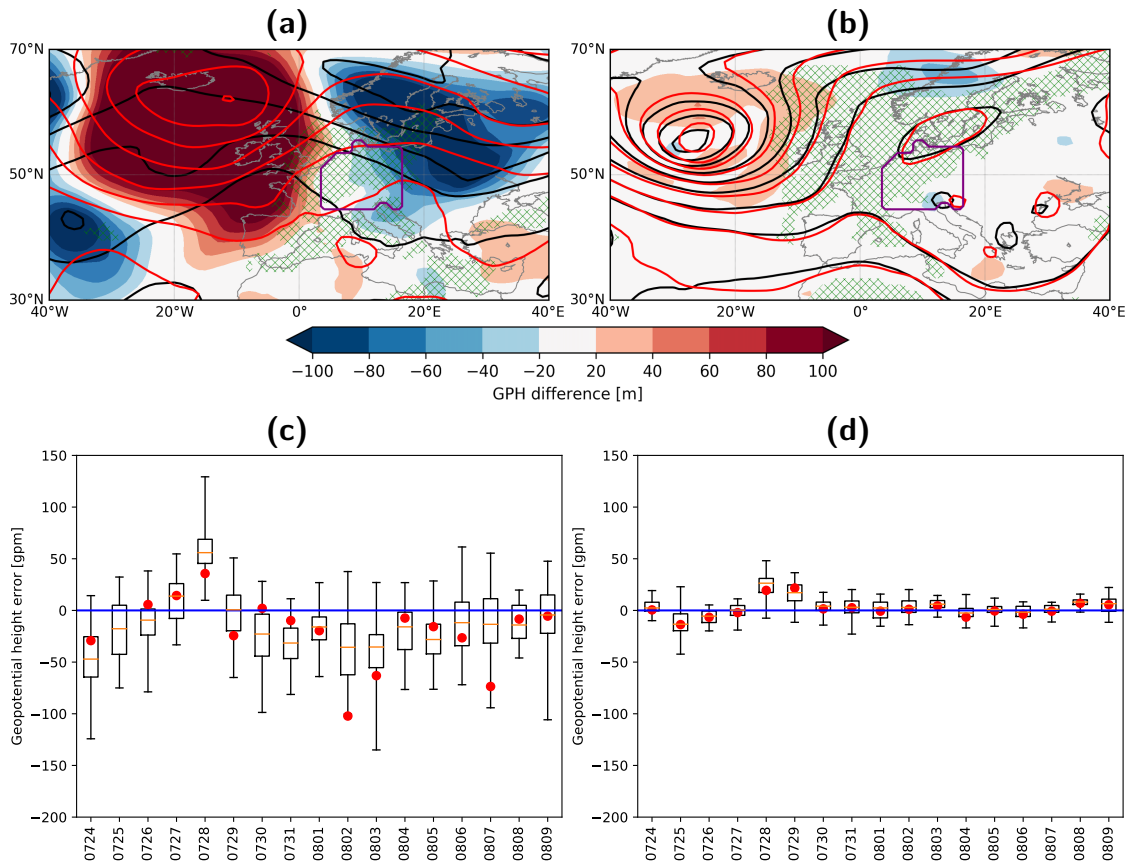 (a) (b)
70°N 70°N
50°N 50°N
30°N 30°N
40°W 20°W 0° 20°E 40°E 40°W 20°W 0° 20°E 40°E
−100 −80 −60 −40 −20 20 40 60 80 100
GPH difference [m]
(c) (d)
Geopotential height error [gpm] Geopotential height error [gpm]
150 150
100 100
50 50
0 0
−50 −50
−100 −100
−150 −150
−200 −200
0724 0725 0726 0727 0728 0729 0730 0731 0801 0802 0803 0804 0805 0806 0807 0808 0809 0724 0725 0726 0727 0728 0729 0730 0731 0801 0802 0803 0804 0805 0806 0807 0808 0809